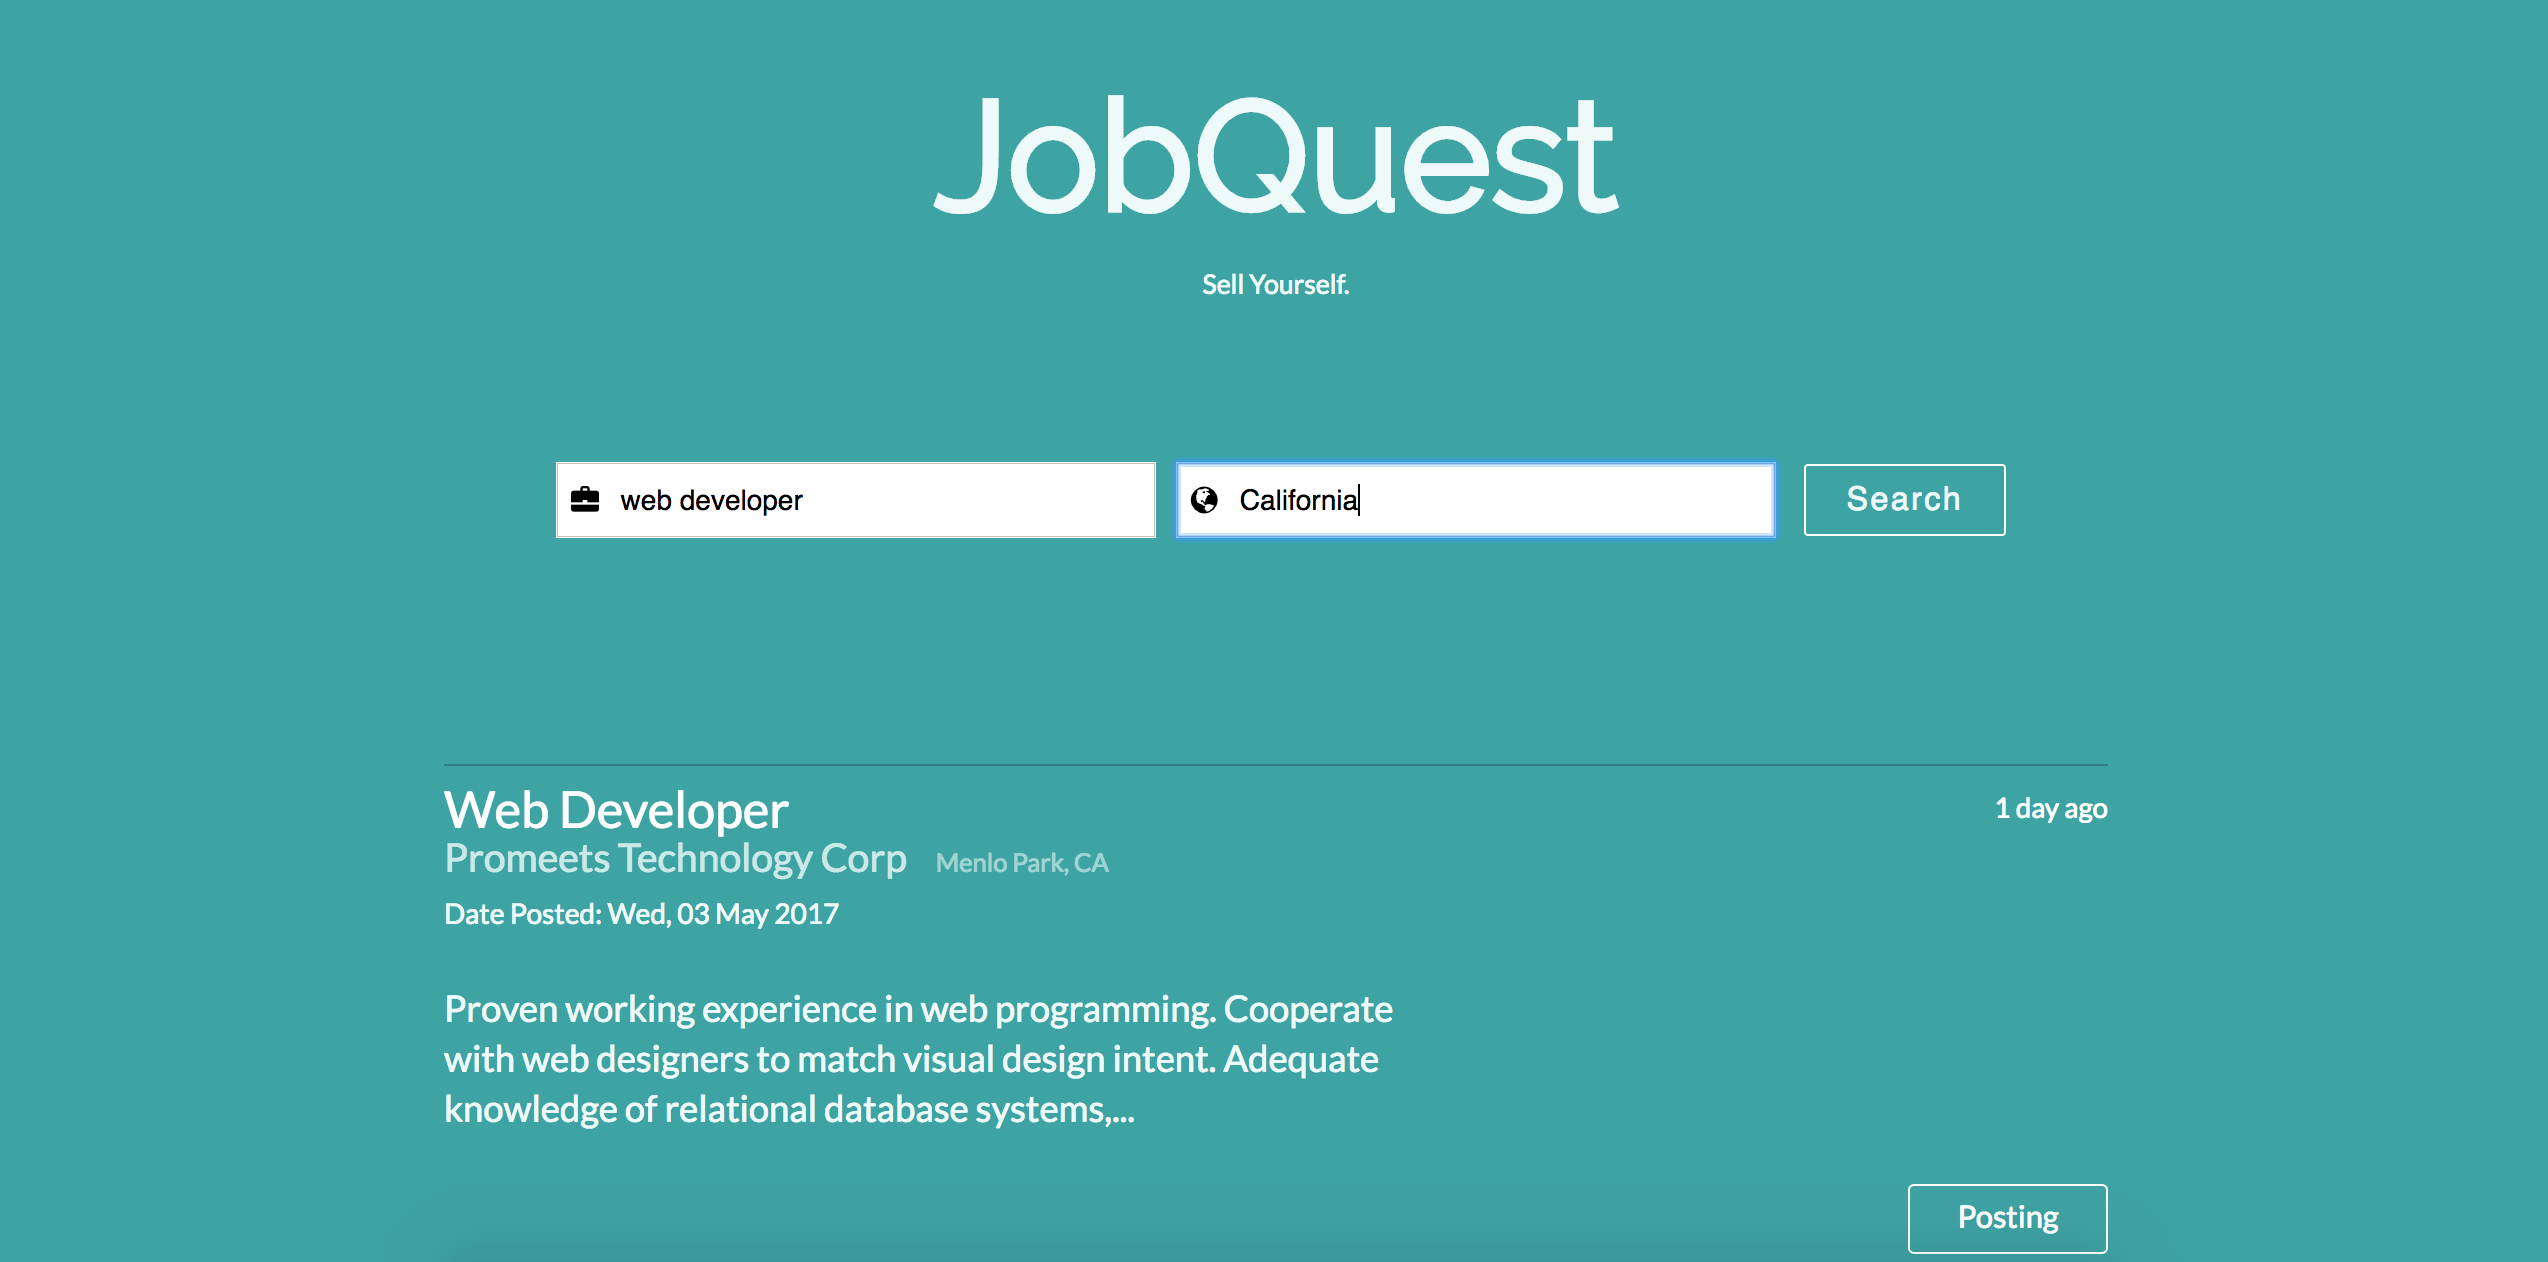 JobQuest
Sell Yourself.
web developer
California
Search
Web Developer
1 day ago
Promeets Technology Corp Menlo Park, CA
Date Posted: Wed, 03 May 2017
Proven working experience in web programming. Cooperate
with web designers to match visual design intent. Adequate
knowledge of relational database systems,...
Posting